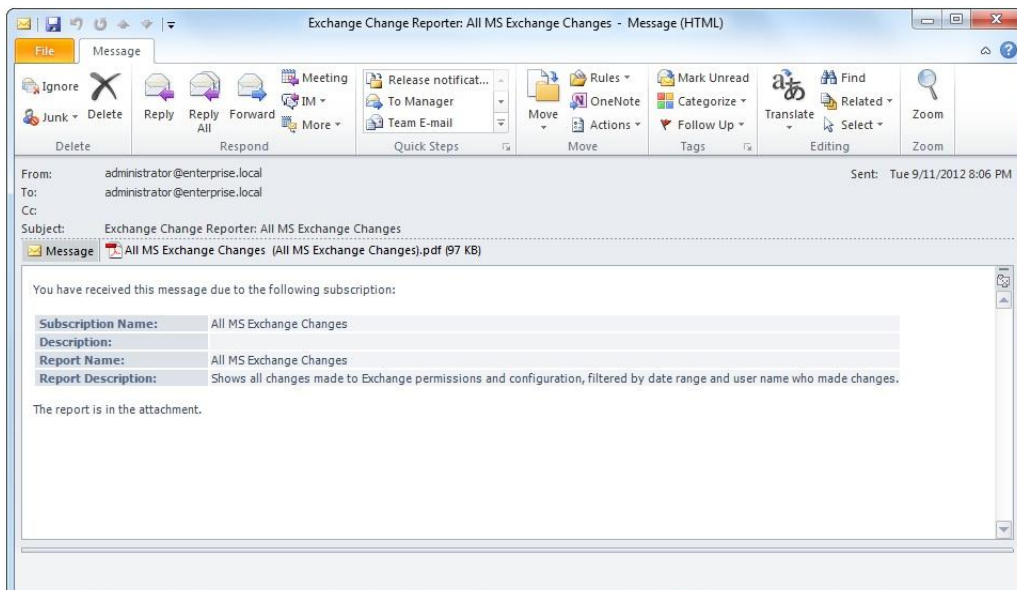 Exchange Change Reporter: All MS Exchange Changes - Message (HTML)
File Message
Ignore
Junk
Delete
Delete
Reply
Reply All
Forward
Meeting
IM
More
Respond
Release notificat...
To Manager
Team E-mail
Quick Steps
Move
Rules
OneNote
Actions
Move
Mark Unread
Categorize
Follow Up
Tags
Translate
Find
Related
Select
Editing
Zoom
Zoom
From: administrator@enterprise.local Sent: Tue 9/11/2012 8:06 PM
To: administrator@enterprise.local
Cc:
Subject: Exchange Change Reporter: All MS Exchange Changes
Message All MS Exchange Changes (All MS Exchange Changes).pdf (97 KB)
You have received this message due to the following subscription:
Subscription Name: All MS Exchange Changes
Description:
Report Name: All MS Exchange Changes
Report Description: Shows all changes made to Exchange permissions and configuration, filtered by date range and user name who made changes.
The report is in the attachment.